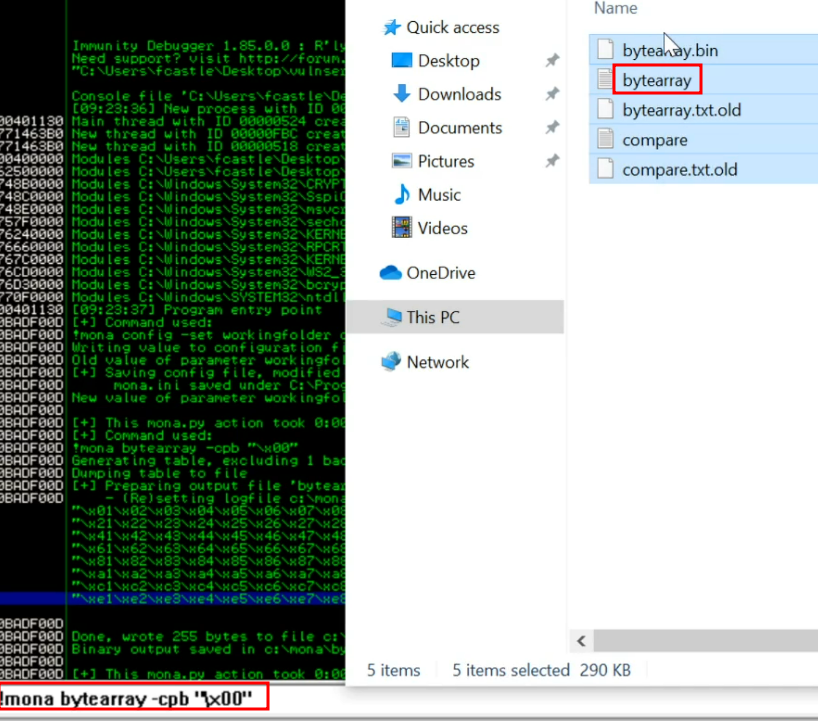 Immunity Debugger 1.85.0.0 : R'ly
Need support? visit http://forum.
"C:\Users\fcastle\Desktop\vulnser
Console file 'C:\Users\fcastle\De
[09:23:36] New process with ID 00
00401130 Main thread with ID 00000524 creat
771463B0 New thread with ID 00000FBC creat
771463B0 New thread with ID 00000518 creat
00400000 Modules C:\Users\fcastle\Desktop\
62500000 Modules C:\Users\fcastle\Desktop\
748B0000 Modules C:\Windows\System32\CRYPT
748C0000 Modules C:\Windows\System32\SspiC
748E0000 Modules C:\Windows\System32\msvcr
757F0000 Modules C:\Windows\System32\secho
76240000 Modules C:\Windows\System32\KERNE
76660000 Modules C:\Windows\System32\RPCRT
767C0000 Modules C:\Windows\System32\KERNE
76CD0000 Modules C:\Windows\System32\WS2_3
76D30000 Modules C:\Windows\System32\bcryp
770F0000 Modules C:\Windows\SYSTEM32\ntdll
00401130 [09:23:37] Program entry point
0BADF00D [+] Command used:
0BADF00D !mona config -set workingfolder c
0BADF00D Writing value to configuration fi
0BADF00D Old value of parameter workingfol
0BADF00D [+] Saving config file, modified
0BADF00D mona.ini saved under C:\Prog
0BADF00D New value of parameter workingfol
0BADF00D
0BADF00D [+] This mona.py action took 0:00
0BADF00D [+] Command used:
0BADF00D !mona bytearray -cpb "\x00"
0BADF00D Generating table, excluding 1 bad
0BADF00D Dumping table to file
0BADF00D [+] Preparing output file 'bytear
0BADF00D - (Re)setting logfile c:\mona
"\x01\x02\x03\x04\x05\x06\x07\x08
"\x21\x22\x23\x24\x25\x26\x27\x28
"\x41\x42\x43\x44\x45\x46\x47\x48
"\x61\x62\x63\x64\x65\x66\x67\x68
"\x81\x82\x83\x84\x85\x86\x87\x88
"\xa1\xa2\xa3\xa4\xa5\xa6\xa7\xa8
"\xc1\xc2\xc3\xc4\xc5\xc6\xc7\xc8
"\xe1\xe2\xe3\xe4\xe5\xe6\xe7\xe8
0BADF00D
0BADF00D Done, wrote 255 bytes to file c:\
0BADF00D Binary output saved in c:\mona\by
0BADF00D
0BADF00D [+] This mona.py action took 0:00
!mona bytearray -cpb "\x00"
Quick access
Desktop
Downloads
Documents
Pictures
Music
Videos
OneDrive
This PC
Network
Name
bytearray.bin
bytearray
bytearray.txt.old
compare
compare.txt.old
5 items 5 items selected 290 KB